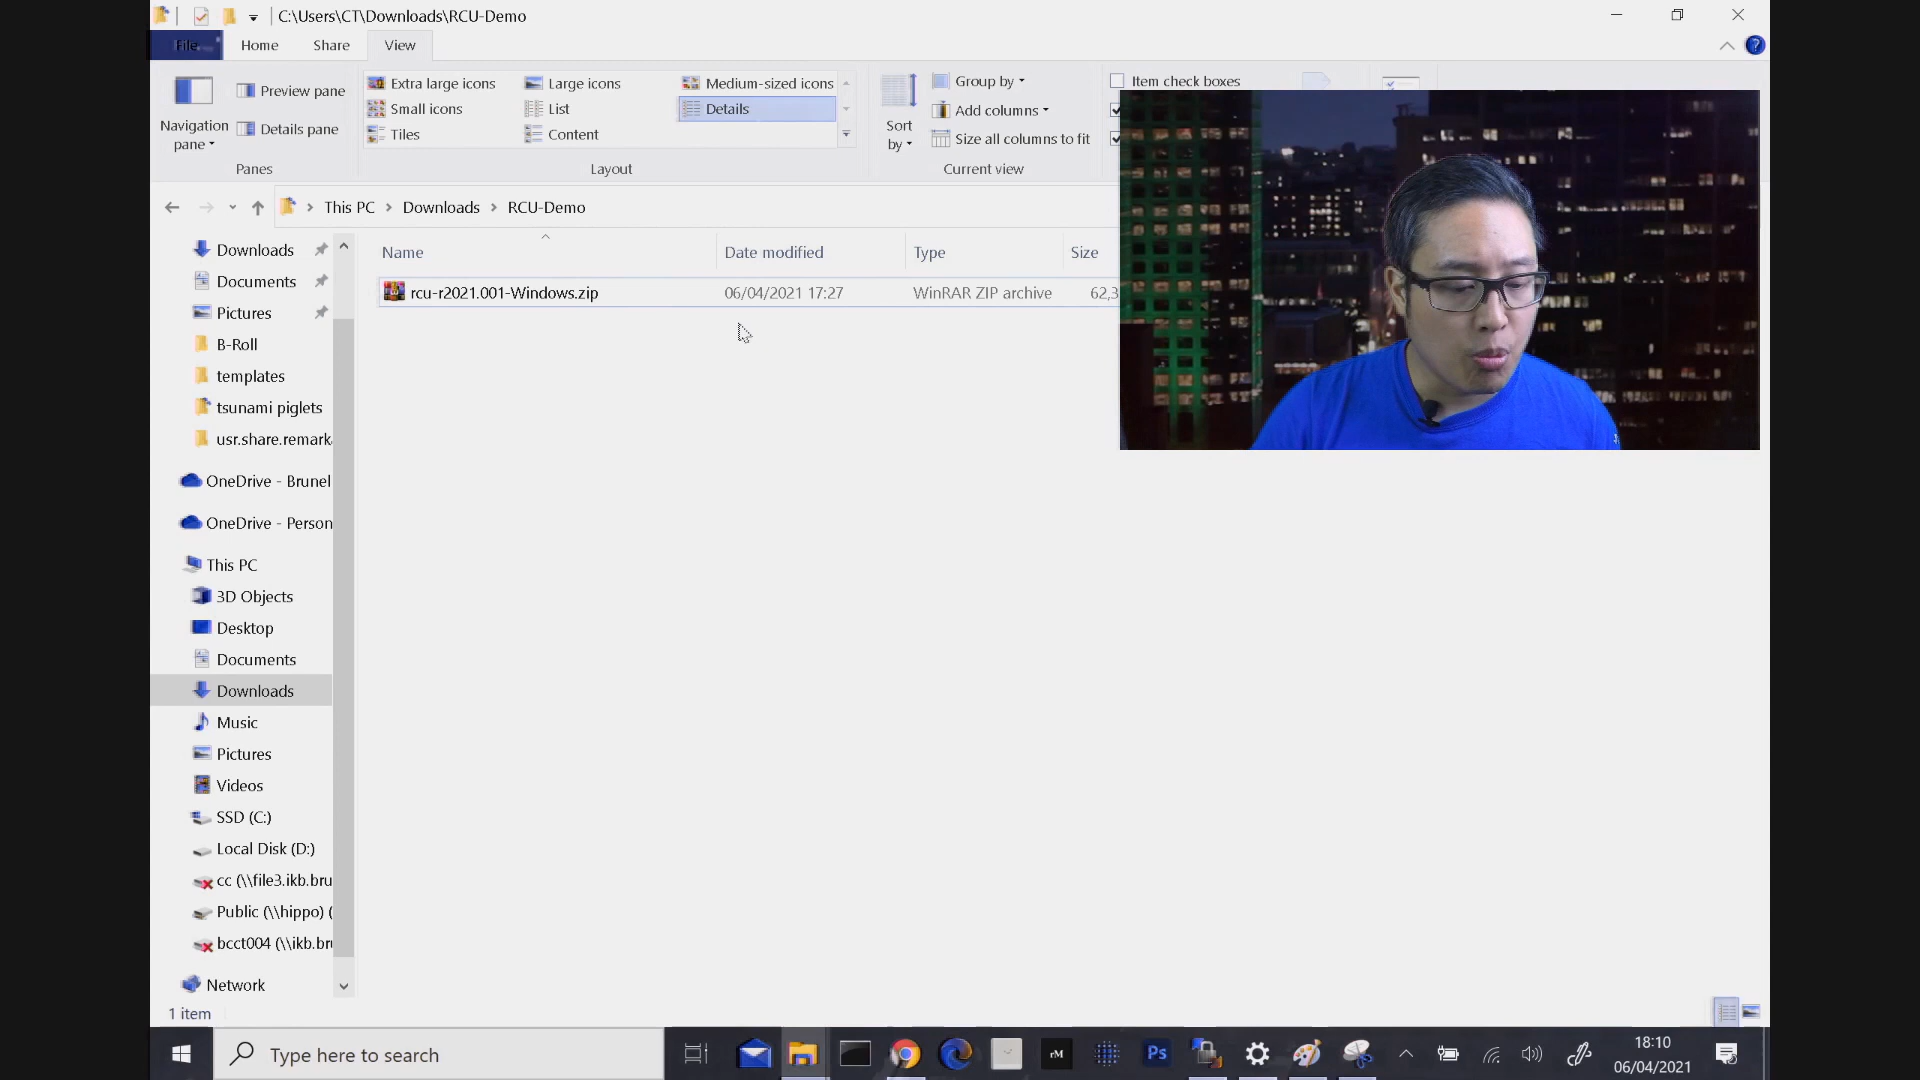 C:\Users\CT\Downloads\RCU-Demo
File Home Share View
Navigation pane
Preview pane
Details pane
Panes
Extra large icons Large icons Medium-sized icons
Small icons List Details
Tiles Content
Layout
Sort by
Group by
Add columns
Size all columns to fit
Current view
Item check boxes
This PC > Downloads > RCU-Demo
Name Date modified Type Size
rcu-r2021.001-Windows.zip 06/04/2021 17:27 WinRAR ZIP archive 62,3
Downloads
Documents
Pictures
B-Roll
templates
tsunami piglets
usr.share.remark
OneDrive - Brunel
OneDrive - Person
This PC
3D Objects
Desktop
Documents
Downloads
Music
Pictures
Videos
SSD (C:)
Local Disk (D:)
cc (\\file3.ikb.bru
Public (\\hippo) (
bcct004 (\\ikb.bru
Network
1 item
Type here to search
rM
Ps
18:10
06/04/2021